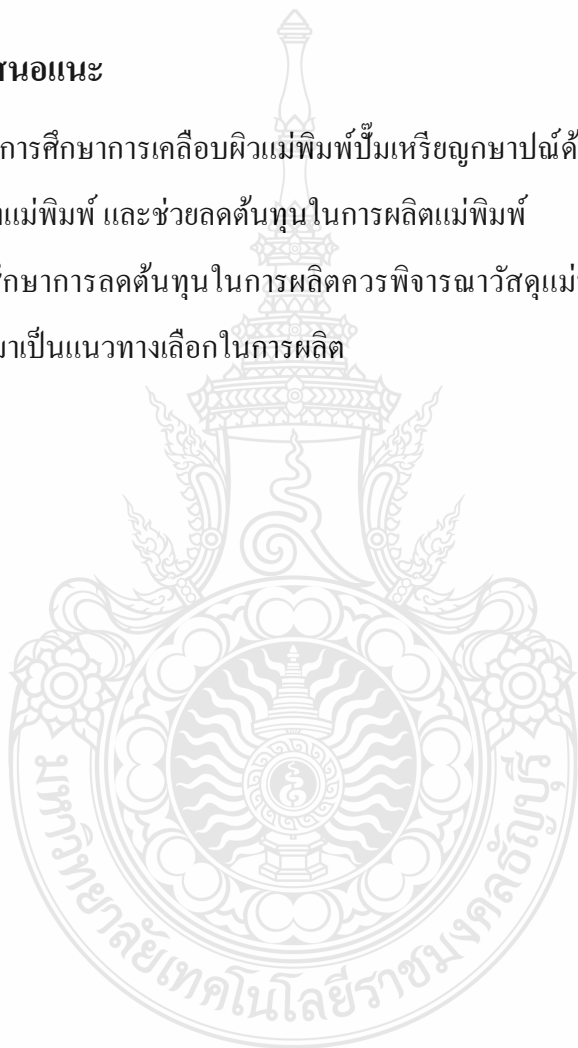 สนอแนะ
การศึกษาการเคลือบผิวแม่พิมพ์ปั๊มเหรียญกษาปณ์ด้
แม่พิมพ์ และช่วยลดต้นทุนในการผลิตแม่พิมพ์
ศึกษาการลดต้นทุนในการผลิตควรพิจารณาวัสดุแม่
มาเป็นแนวทางเลือกในการผลิต
มหาวิทยาลัยเทคโนโลยีราชมงคลธัญบุรี